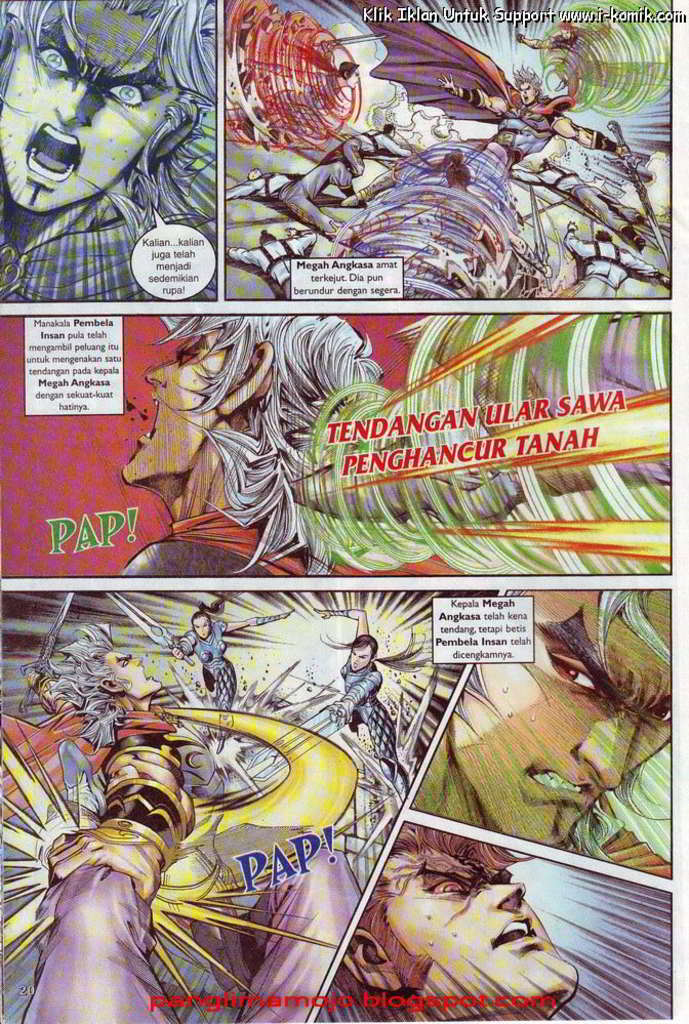 Klik Iklan Untuk Support www.i-komik.com
Kalian...kalian
juga telah
menjadi
sedemikian
rupa!
Megah Angkasa amat
terkejut. Dia pun
berundur dengan segera.
Manakala Pembela
Insan pula telah
mengambil peluang itu
untuk mengenakan satu
tendangan pada kepala
Megah Angkasa
dengan sekuat-kuat
hatinya.
TENDANGAN ULAR SAWA
PENGHANCUR TANAH
PAP!
Kepala Megah
Angkasa telah kena
tendang, tetapi betis
Pembela Insan telah
dicengkamnya.
PAP!
20
panglimamojo.blogspot.com